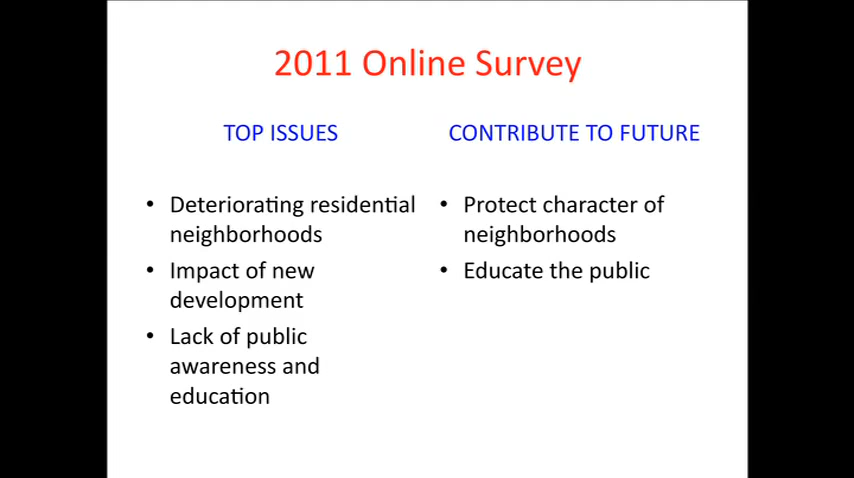 2011 Online Survey
TOP ISSUES
• Deteriorating residential
neighborhoods
• Impact of new
development
• Lack of public
awareness and
education
CONTRIBUTE TO FUTURE
• Protect character of
neighborhoods
• Educate the public